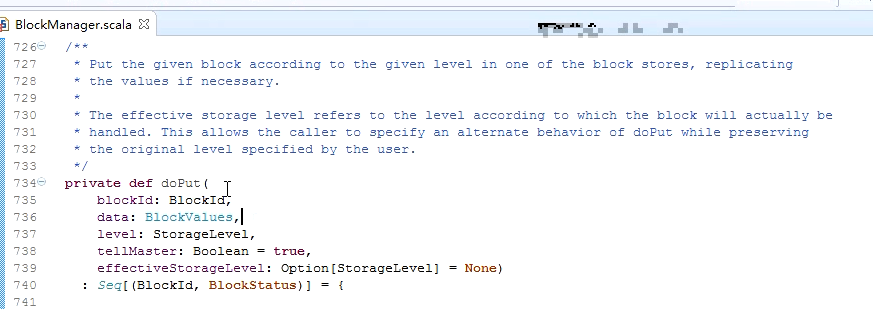 BlockManager.scala
726 /**
727 * Put the given block according to the given level in one of the block stores, replicating
728 * the values if necessary.
729 *
730 * The effective storage level refers to the level according to which the block will actually be
731 * handled. This allows the caller to specify an alternate behavior of doPut while preserving
732 * the original level specified by the user.
733 */
734 private def doPut(
735 blockId: BlockId,
736 data: BlockValues,
737 level: StorageLevel,
738 tellMaster: Boolean = true,
739 effectiveStorageLevel: Option[StorageLevel] = None)
740 : Seq[(BlockId, BlockStatus)] = {
741